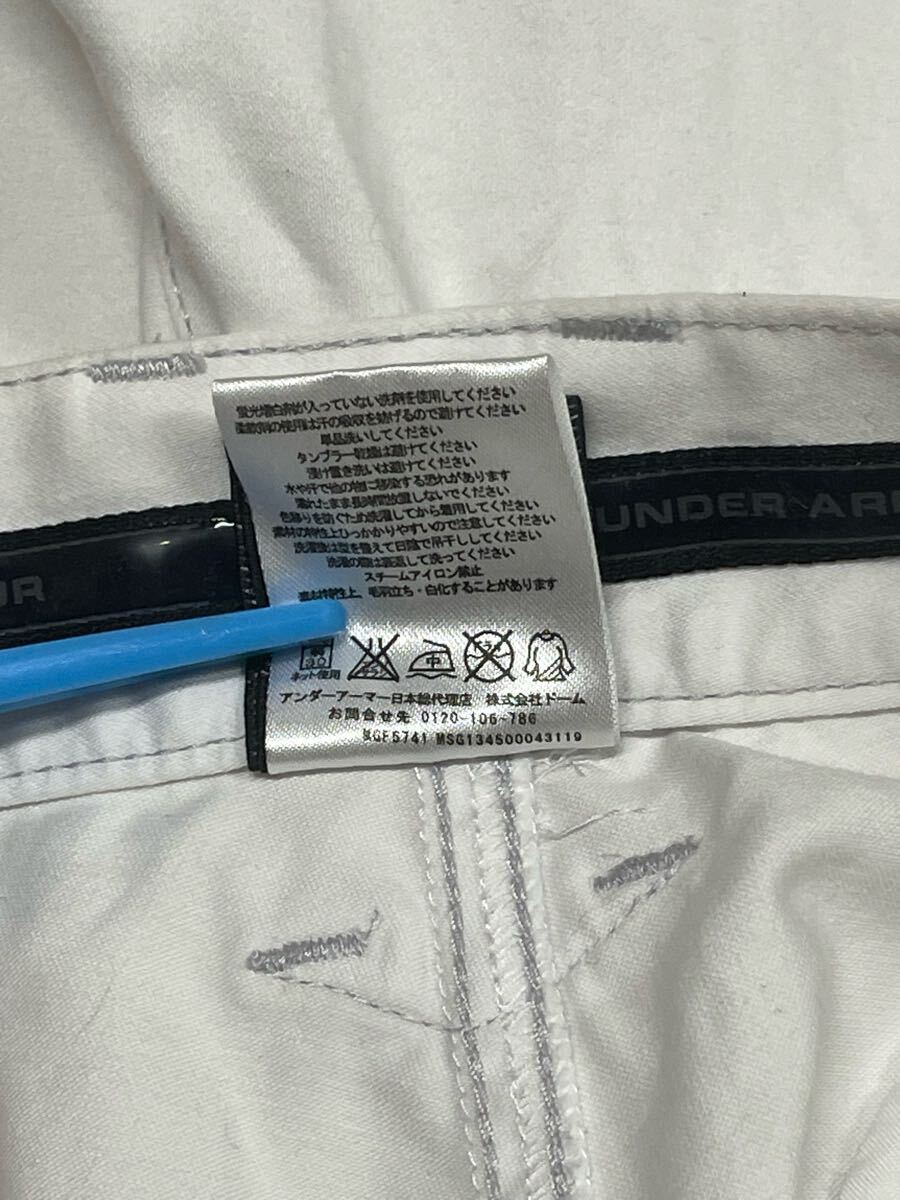 蛍光増白剤が入っていない洗剤を使用してください
柔軟剤の使用は汗の吸収を妨げるので避けてください
単品洗いしてください
タンブラー乾燥は避けてください
浸け置き洗いは避けてください
水や汗で他の物に移染する恐れがあります
濡れたまま長時間放置しないでください
色移りを防ぐため洗濯してから着用してください
素材の特性上ひっかかりやすいので注意してください
洗濯後は型を整えて日陰で吊干ししてください
洗濯の際は裏返して洗ってください
スチームアイロン禁止
特性上、毛羽立ち・白化することがあります
UNDER ARM
UR
中
ネット使用
アンダーアーマー日本総代理店 株式会社ドーム
お問合せ先 0120-106-786
GF5741 MSG134500043119